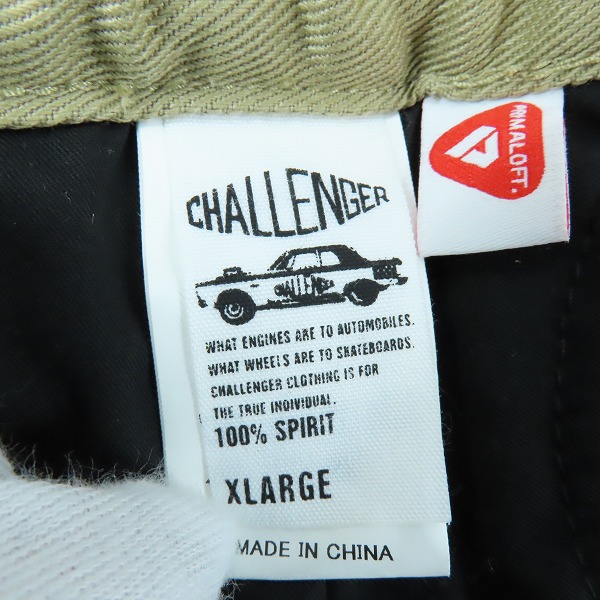 CHALLENGER
CHALLENGER
WHAT ENGINES ARE TO AUTOMOBILES.
WHAT WHEELS ARE TO SKATEBOARDS.
CHALLENGER CLOTHING IS FOR
THE TRUE INDIVIDUAL.
100% SPIRIT
XLARGE
MADE IN CHINA
PRIMALOFT.